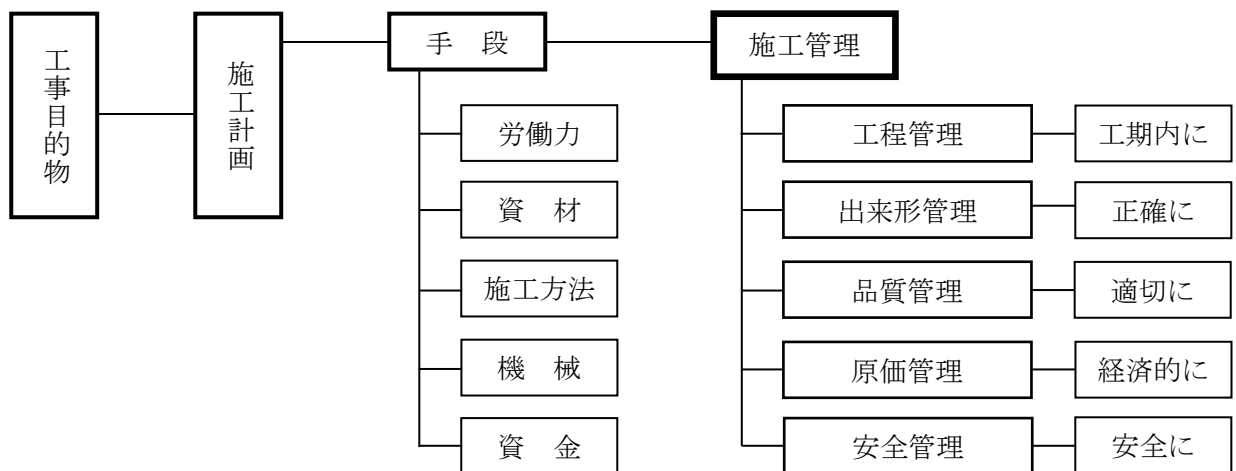 工事目的物
施工計画
手　段
労働力
資　材
施工方法
機　械
資　金
施工管理
工程管理
工期内に
出来形管理
正確に
品質管理
適切に
原価管理
経済的に
安全管理
安全に